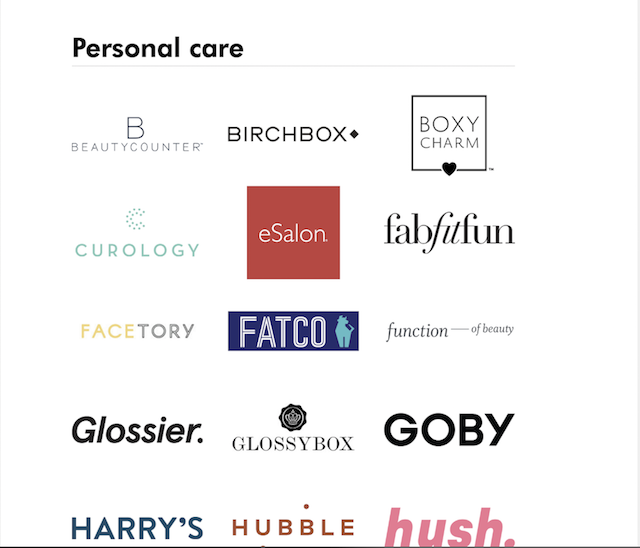 Personal care
B
BEAUTYCOUNTER
BIRCHBOX
BOXY
CHARM
™
C
CUROLOGY
eSalon.
fabfitfun
FACETORY
FATCO
function — of beauty
Glossier.
GLOSSYBOX
GOBY
HARRY'S
HUBBLE
hush.